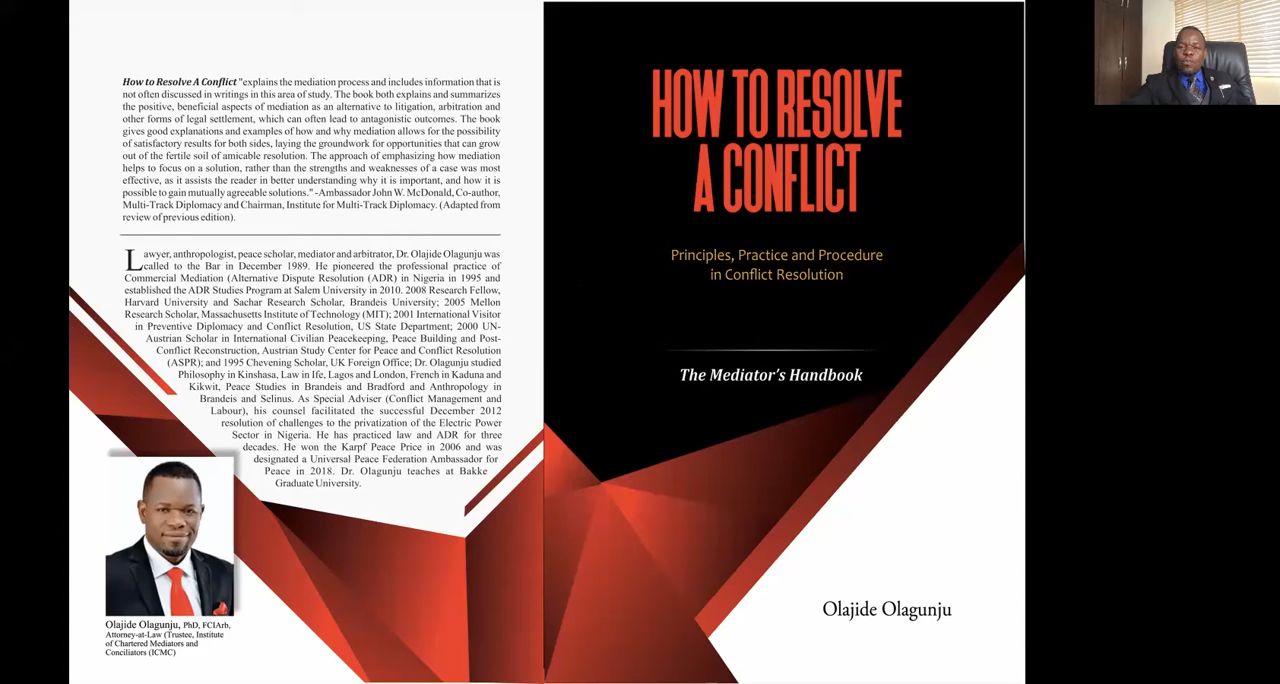 How to Resolve A Conflict "explains the mediation process and includes information that is
not often discussed in writings in this area of study. The book both explains and summarizes
the positive, beneficial aspects of mediation as an alternative to litigation, arbitration and
other forms of legal settlement, which can often lead to antagonistic outcomes. The book
gives good explanations and examples of how and why mediation allows for the possibility
of satisfactory results for both sides, laying the groundwork for opportunities that can grow
out of the fertile soil of amicable resolution. The approach of emphasizing how mediation
helps to focus on a solution, rather than the strengths and weaknesses of a case was most
effective, as it assists the reader in better understanding why it is important, and how it is
possible to gain mutually agreeable solutions." -Ambassador John W. McDonald, Co-author,
Multi-Track Diplomacy and Chairman, Institute for Multi-Track Diplomacy. (Adapted from
review of previous edition).
Lawyer, anthropologist, peace scholar, mediator and arbitrator, Dr. Olajide Olagunju was
called to the Bar in December 1989. He pioneered the professional practice of
Commercial Mediation (Alternative Dispute Resolution (ADR) in Nigeria in 1995 and
established the ADR Studies Program at Salem University in 2010. 2008 Research Fellow,
Harvard University and Sachar Research Scholar, Brandeis University; 2005 Mellon
Research Scholar, Massachusetts Institute of Technology (MIT); 2001 International Visitor
in Preventive Diplomacy and Conflict Resolution, US State Department; 2000 UN-
Austrian Scholar in International Civilian Peacekeeping, Peace Building and Post-
Conflict Reconstruction, Austrian Study Center for Peace and Conflict Resolution
(ASPR); and 1995 Chevening Scholar, UK Foreign Office; Dr. Olagunju studied
Philosophy in Kinshasa, Law in Ife, Lagos and London, French in Kaduna and
Kikwit, Peace Studies in Brandeis and Bradford and Anthropology in
Brandeis and Selinus. As Special Adviser (Conflict Management and
Labour), his counsel facilitated the successful December 2012
resolution of challenges to the privatization of the Electric Power
Sector in Nigeria. He has practiced law and ADR for three
decades. He won the Karpf Peace Price in 2006 and was
designated a Universal Peace Federation Ambassador for
Peace in 2018. Dr. Olagunju teaches at Bakke
Graduate University.
Olajide Olagunju, PhD, FCIArb,
Attorney-at-Law (Trustee, Institute
of Chartered Mediators and
Conciliators (ICMC)
HOW TO RESOLVE
A CONFLICT
Principles, Practice and Procedure
in Conflict Resolution
The Mediator's Handbook
Olajide Olagunju